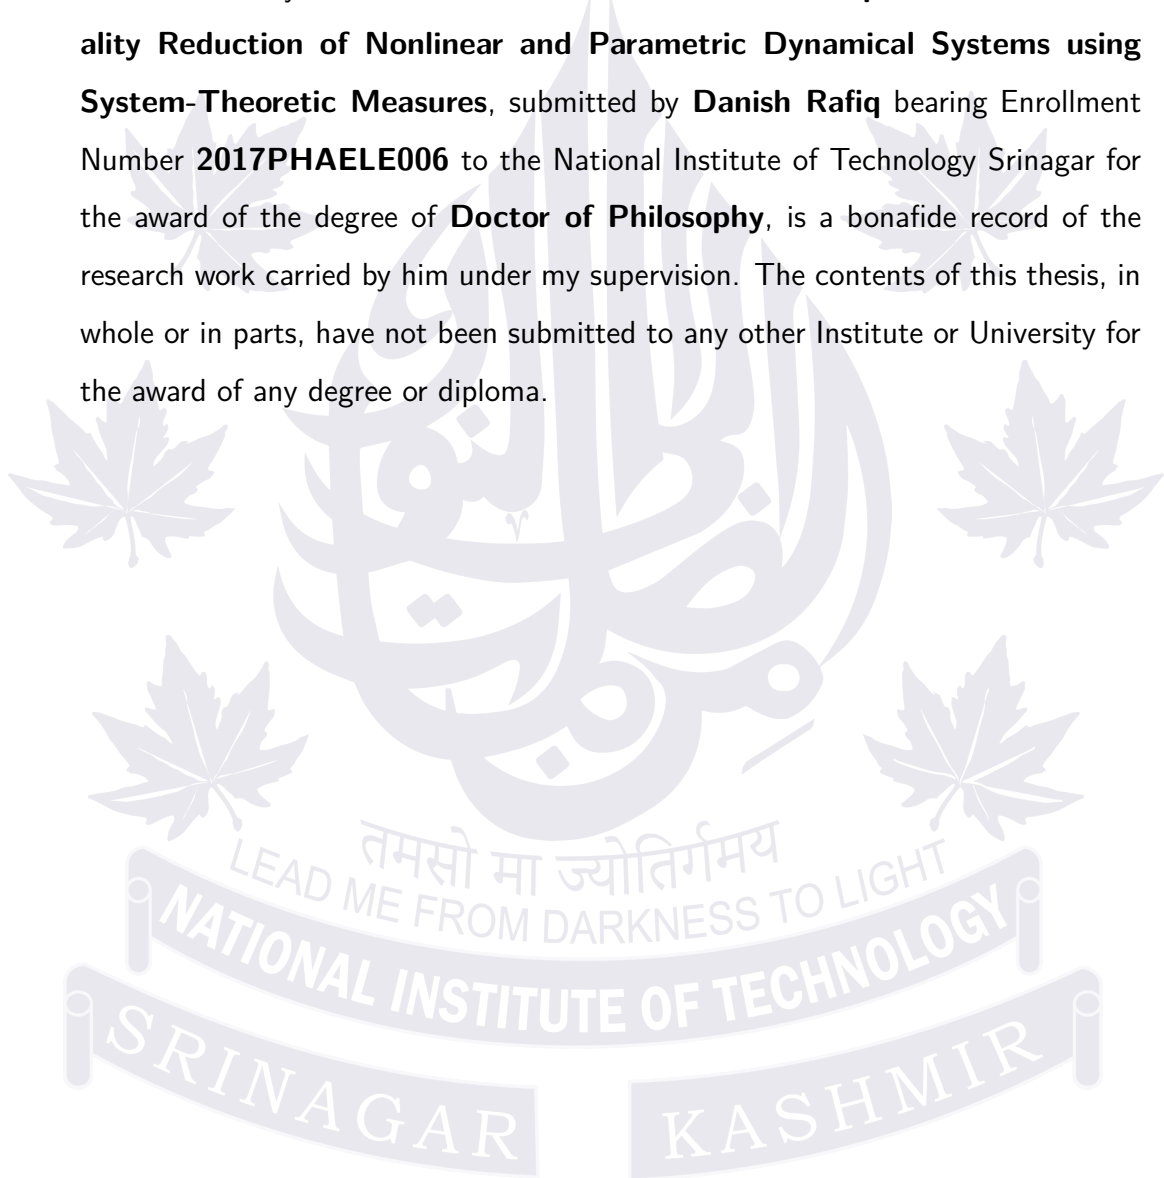 ality Reduction of Nonlinear and Parametric Dynamical Systems using
System-Theoretic Measures, submitted by Danish Rafiq bearing Enrollment
Number 2017PHAELE006 to the National Institute of Technology Srinagar for
the award of the degree of Doctor of Philosophy, is a bonafide record of the
research work carried by him under my supervision. The contents of this thesis, in
whole or in parts, have not been submitted to any other Institute or University for
the award of any degree or diploma.
तमसो मा ज्योतिर्गमय
LEAD ME FROM DARKNESS TO LIGHT
NATIONAL INSTITUTE OF TECHNOLOGY
SRINAGAR KASHMIR